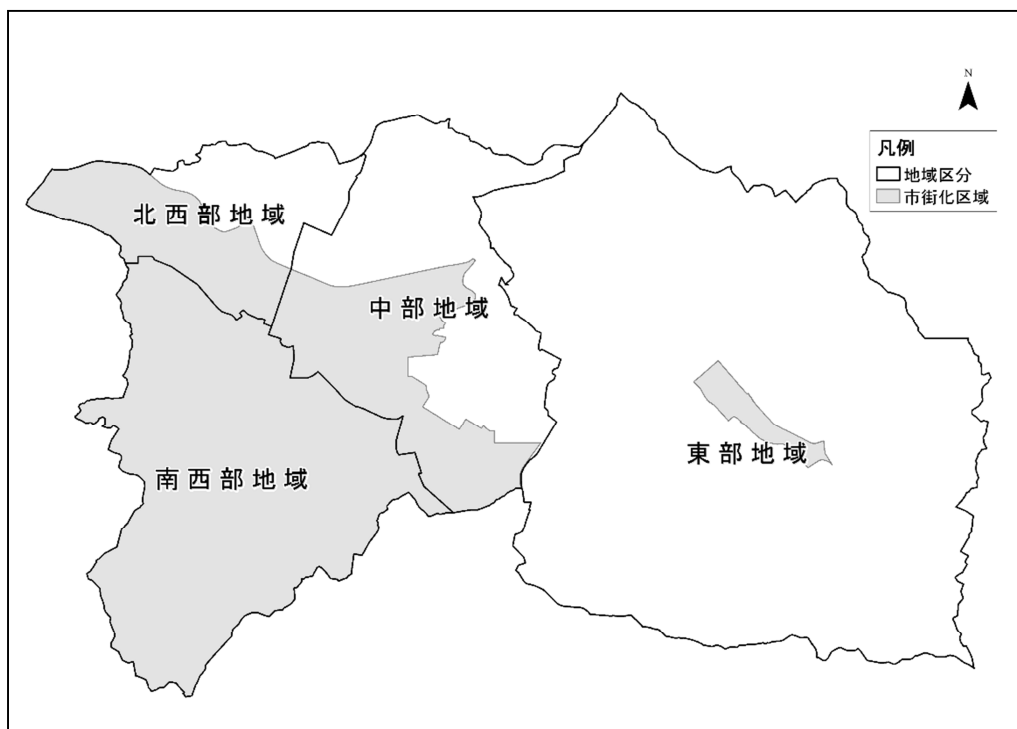 N
凡例
地域区分
市街化区域
北西部地域
中部地域
東部地域
南西部地域